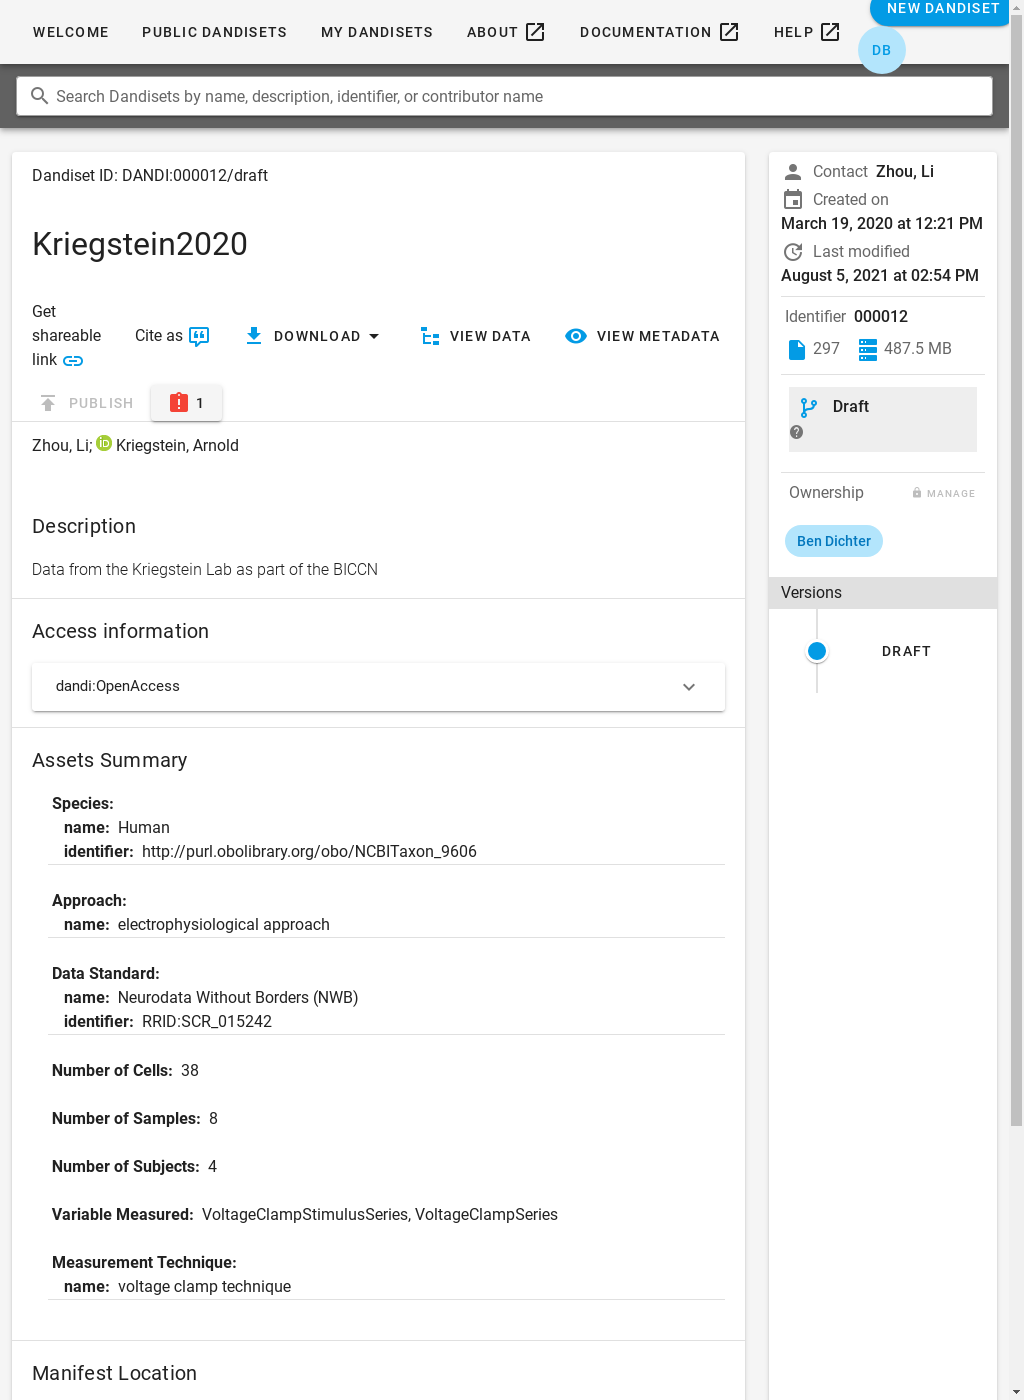 WELCOME
PUBLIC DANDISETS
MY DANDISETS
ABOUT
DOCUMENTATION
HELP
NEW DANDISET
DB
Search Dandisets by name, description, identifier, or contributor name
Dandiset ID: DANDI:000012/draft
Kriegstein2020
Get
shareable
link
Cite as
DOWNLOAD
VIEW DATA
VIEW METADATA
PUBLISH
1
Zhou, Li; iD Kriegstein, Arnold
Description
Data from the Kriegstein Lab as part of the BICCN
Access information
dandi:OpenAccess
Assets Summary
Species:
name: Human
identifier: http://purl.obolibrary.org/obo/NCBITaxon_9606
Approach:
name: electrophysiological approach
Data Standard:
name: Neurodata Without Borders (NWB)
identifier: RRID:SCR_015242
Number of Cells: 38
Number of Samples: 8
Number of Subjects: 4
Variable Measured: VoltageClampStimulusSeries, VoltageClampSeries
Measurement Technique:
name: voltage clamp technique
Manifest Location
Contact Zhou, Li
Created on
March 19, 2020 at 12:21 PM
Last modified
August 5, 2021 at 02:54 PM
Identifier 000012
297
487.5 MB
Draft
Ownership
MANAGE
Ben Dichter
Versions
DRAFT